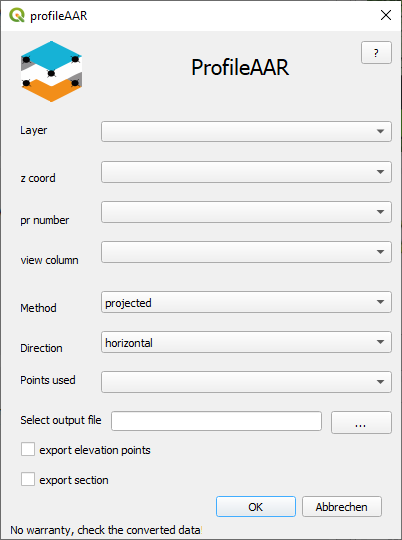 profileAAR
?
ProfileAAR
Layer
z coord
pr number
view column
Method projected
Direction horizontal
Points used
Select output file ...
export elevation points
export section
OK Abbrechen
No warranty, check the converted data